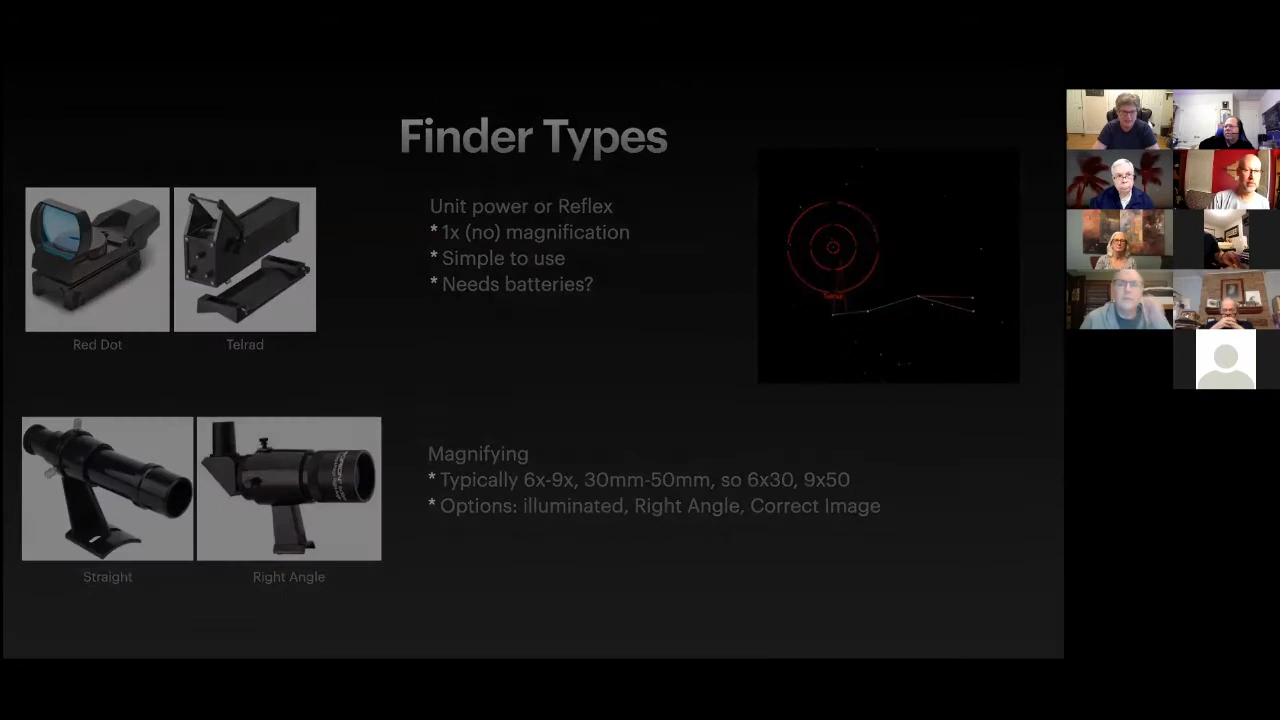 Finder Types
Unit power or Reflex
* 1x (no) magnification
* Simple to use
* Needs batteries?
Red Dot
Telrad
Telrad
Magnifying
* Typically 6x-9x, 30mm-50mm, so 6x30, 9x50
* Options: illuminated, Right Angle, Correct Image
Straight
Right Angle